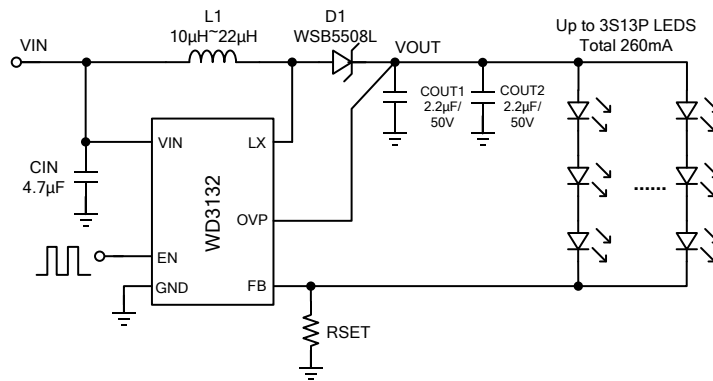 L1
10µH~22µH
D1
WSB5508L
VIN
VOUT
Up to 3S13P LEDS
Total 260mA
COUT1
2.2µF/
50V
COUT2
2.2µF/
50V
CIN
4.7µF
VIN
LX
WD3132
OVP
EN
GND
FB
......
RSET